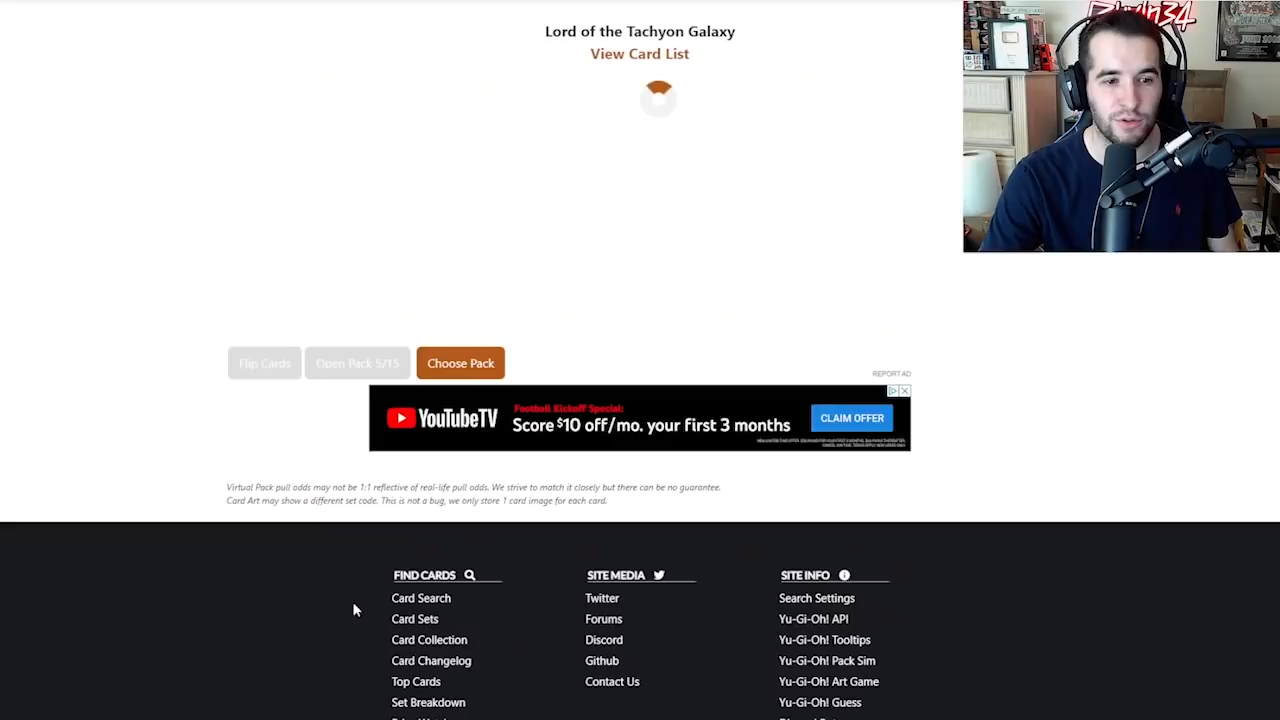 Lord of the Tachyon Galaxy
View Card List
Flip Cards
Open Pack 5/15
Choose Pack
REPORT AD
YouTubeTV
Football Kickoff Special:
Score $10 off/mo. your first 3 months
CLAIM OFFER
Virtual Pack pull odds may not be 1:1 reflective of real-life pull odds. We strive to match it closely but there can be no guarantee.
Card Art may show a different set code. This is not a bug, we only store 1 card image for each card.
FIND CARDS
Card Search
Card Sets
Card Collection
Card Changelog
Top Cards
Set Breakdown
SITE MEDIA
Twitter
Forums
Discord
Github
Contact Us
SITE INFO
Search Settings
Yu-Gi-Oh! API
Yu-Gi-Oh! Tooltips
Yu-Gi-Oh! Pack Sim
Yu-Gi-Oh! Art Game
Yu-Gi-Oh! Guess